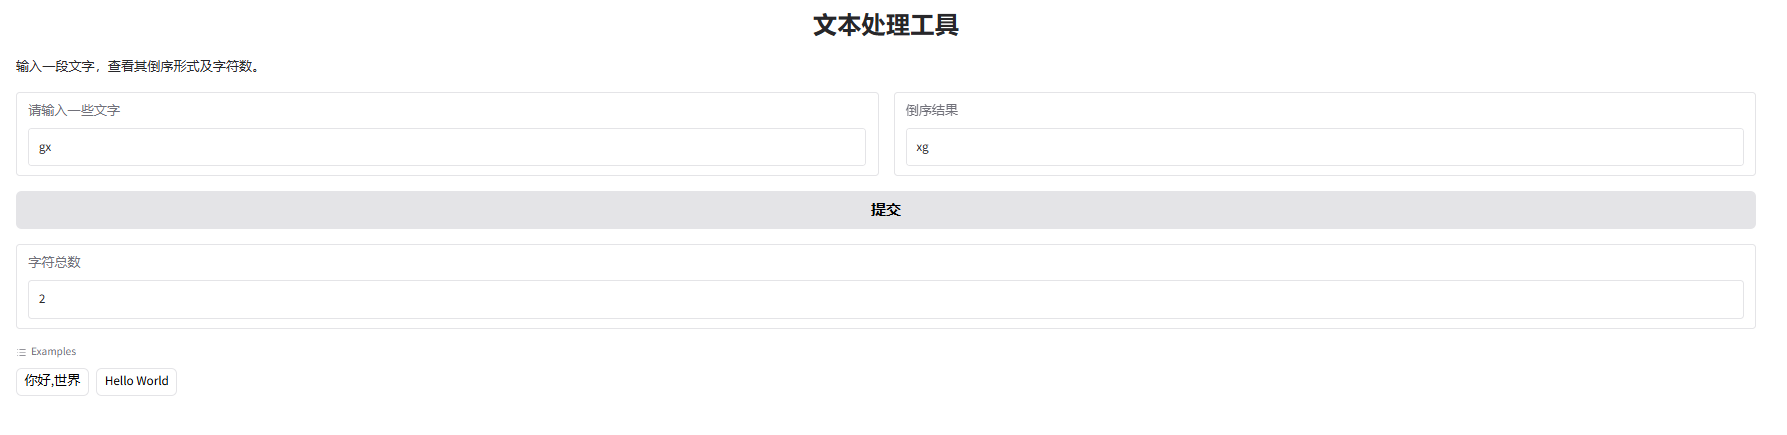 文本处理工具
输入一段文字，查看其倒序形式及字符数。
请输入一些文字
gx
倒序结果
xg
提交
字符总数
2
Examples
你好,世界
Hello World